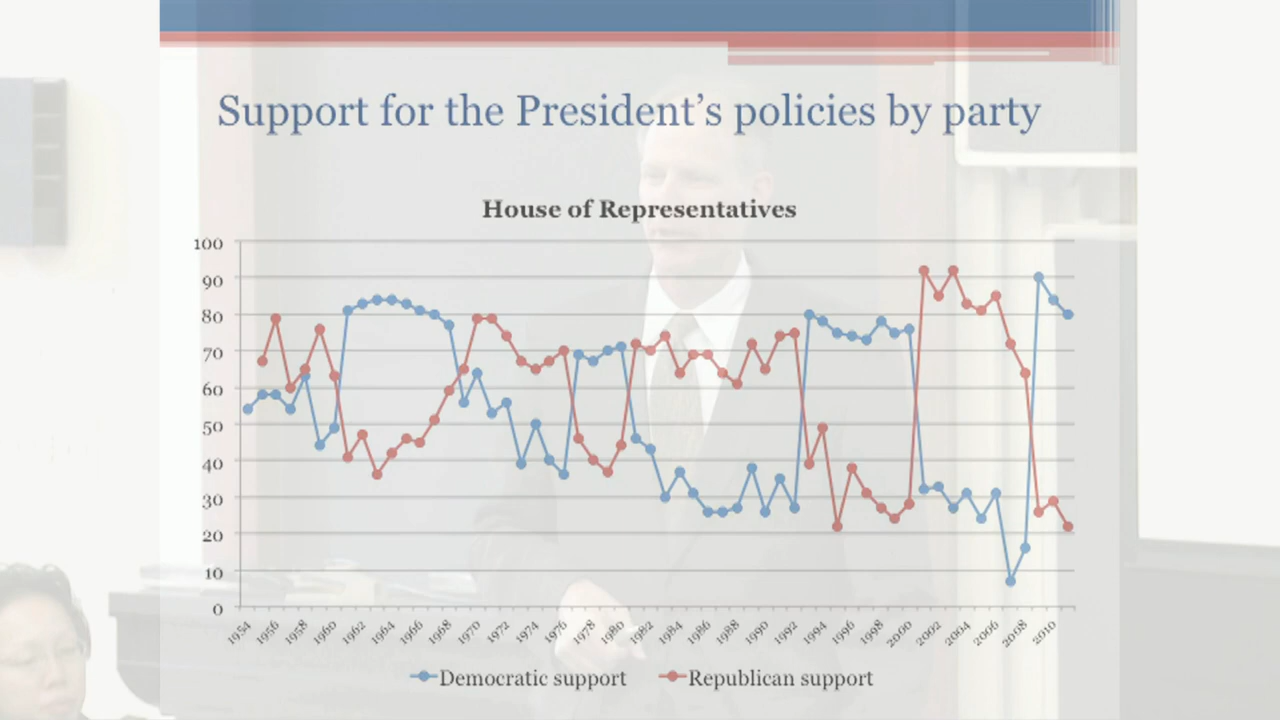 Support for the President's policies by party
House of Representatives
100
90
80
70
60
50
40
30
20
10
0
1954 1956 1958 1960 1962 1964 1966 1968 1970 1972 1974 1976 1978 1980 1982 1984 1986 1988 1990 1992 1994 1996 1998 2000 2002 2004 2006 2008 2010
Democratic support Republican support